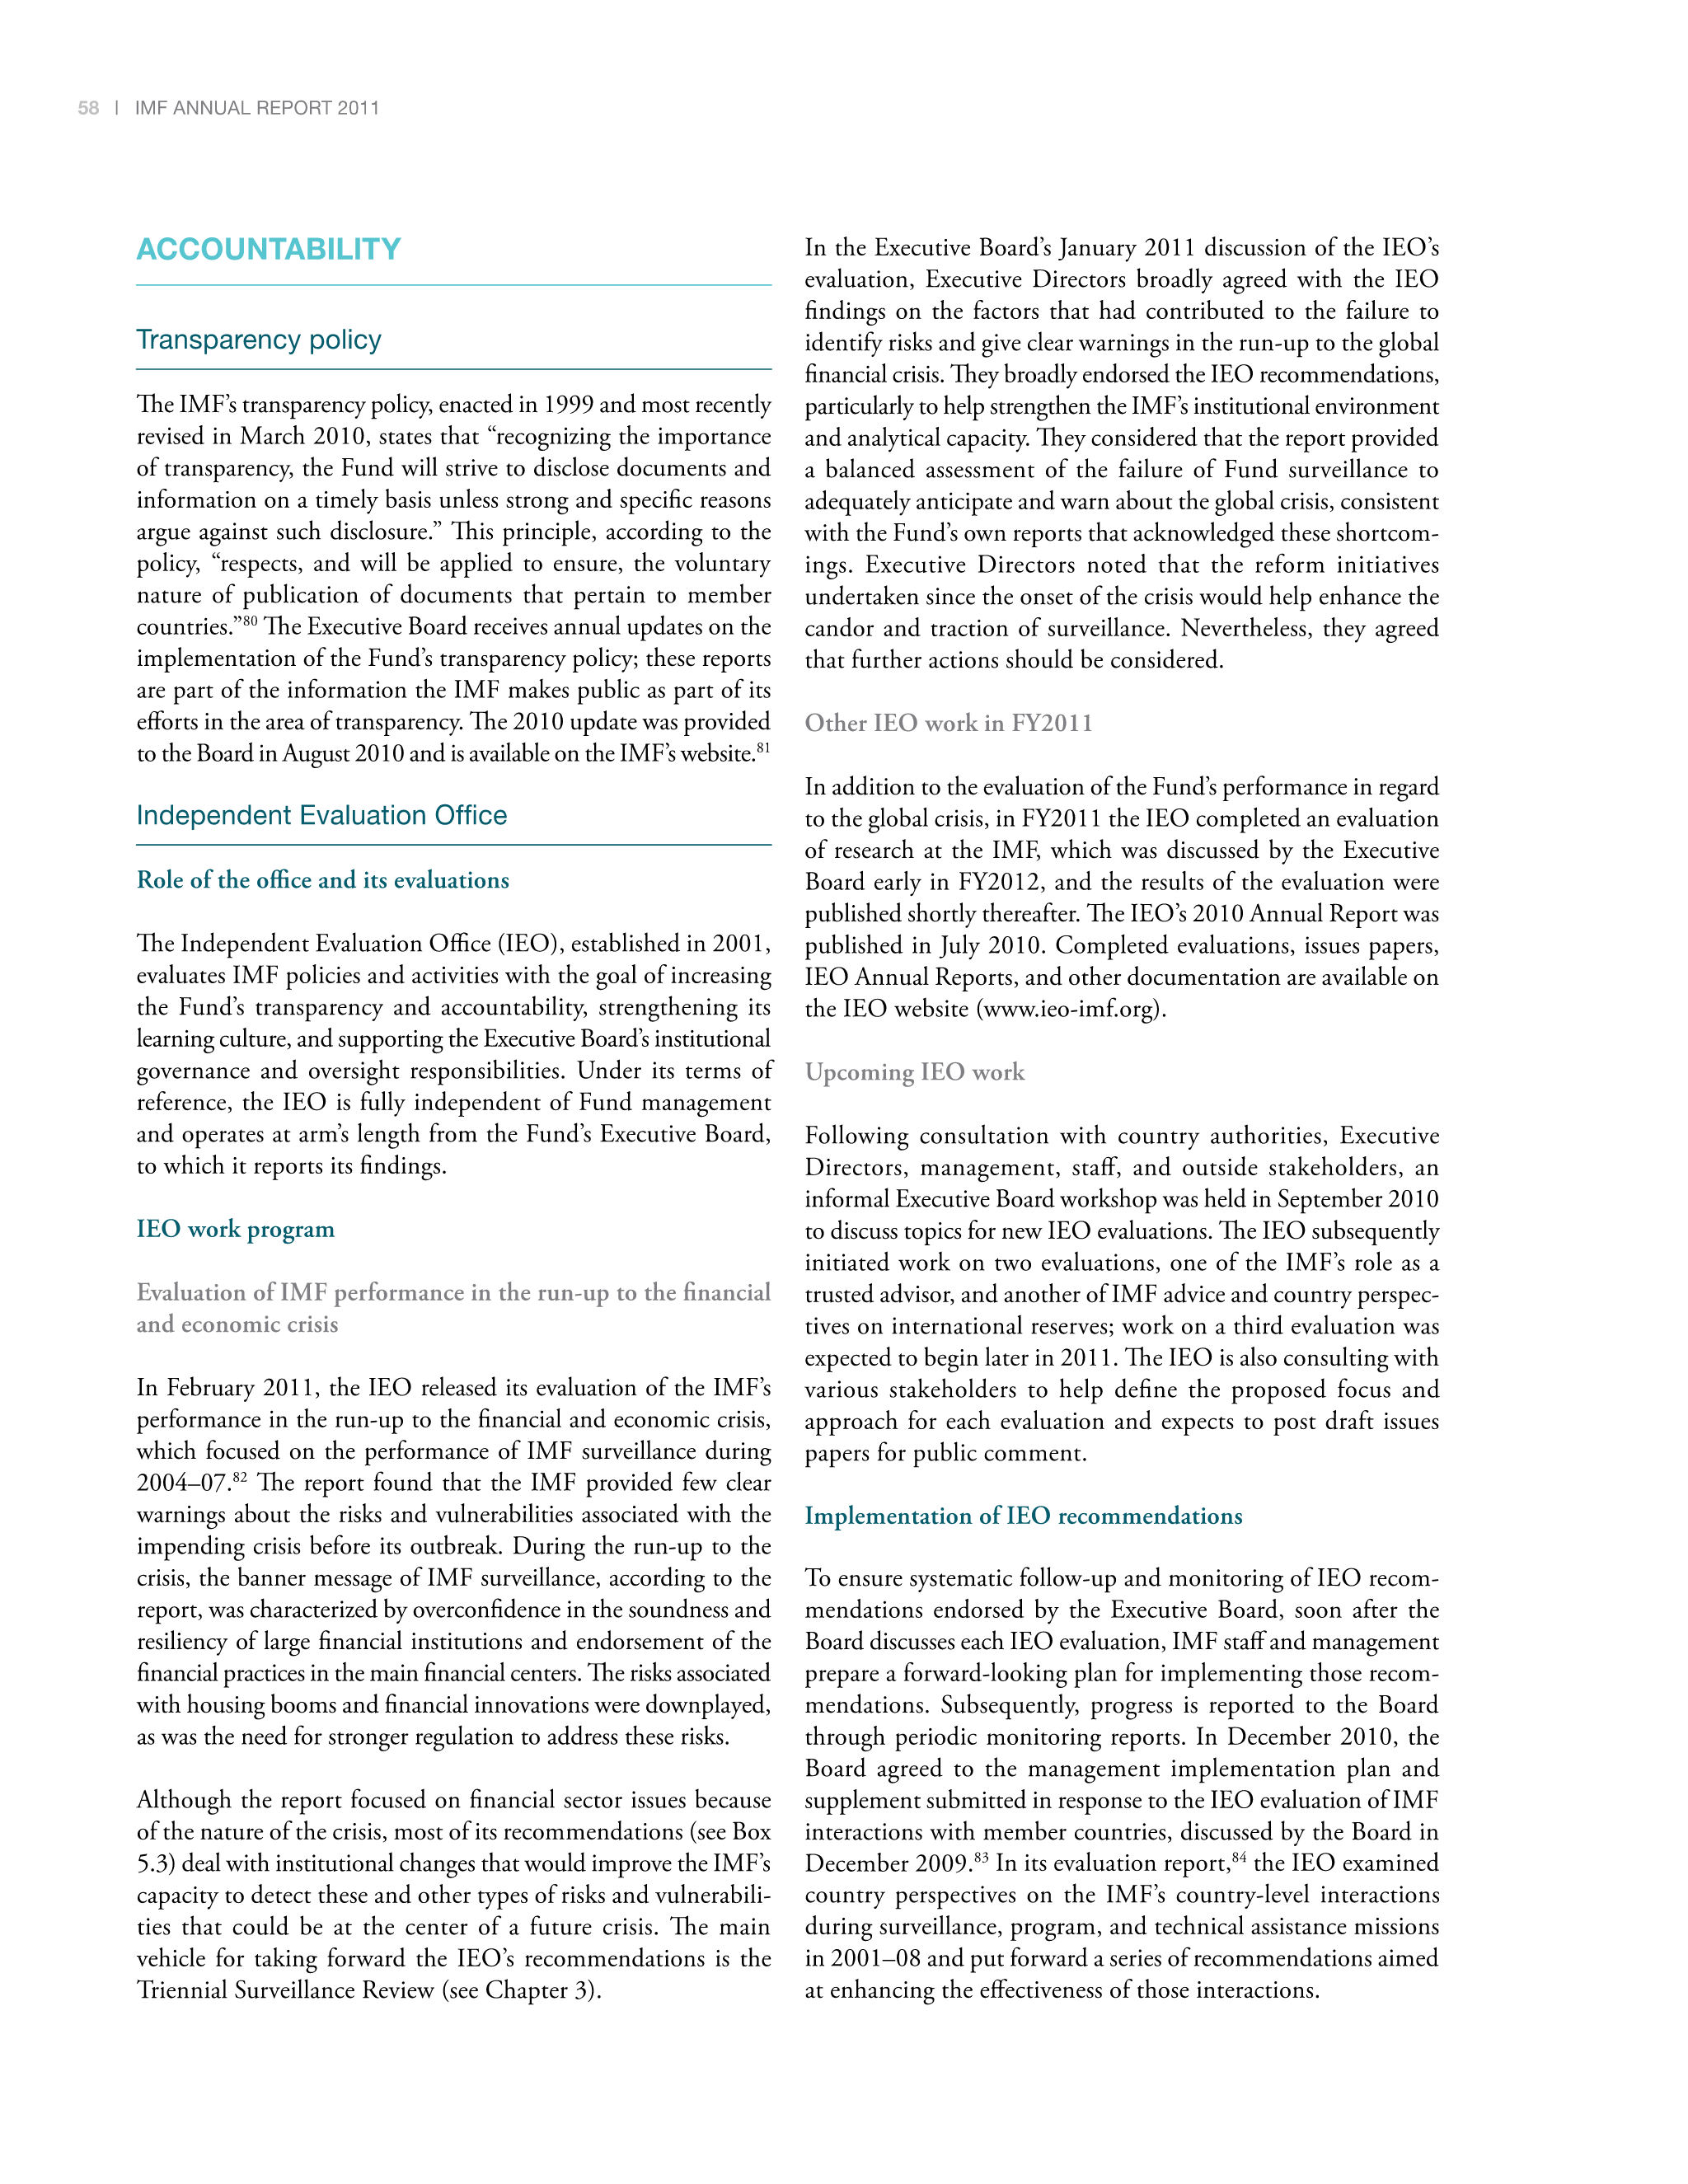 58 | IMF ANNUAL REPORT 2011
ACCOUNTABILITY
Transparency policy
The IMF’s transparency policy, enacted in 1999 and most recently
revised in March 2010, states that “recognizing the importance
of transparency, the Fund will strive to disclose documents and
information on a timely basis unless strong and specific reasons
argue against such disclosure.” This principle, according to the
policy, “respects, and will be applied to ensure, the voluntary
nature of publication of documents that pertain to member
countries.”80 The Executive Board receives annual updates on the
implementation of the Fund’s transparency policy; these reports
are part of the information the IMF makes public as part of its
efforts in the area of transparency. The 2010 update was provided
to the Board in August 2010 and is available on the IMF’s website.81
Independent Evaluation Office
Role of the office and its evaluations
The Independent Evaluation Office (IEO), established in 2001,
evaluates IMF policies and activities with the goal of increasing
the Fund’s transparency and accountability, strengthening its
learning culture, and supporting the Executive Board’s institutional
governance and oversight responsibilities. Under its terms of
reference, the IEO is fully independent of Fund management
and operates at arm’s length from the Fund’s Executive Board,
to which it reports its findings.
IEO work program
Evaluation of IMF performance in the run-up to the financial
and economic crisis
In February 2011, the IEO released its evaluation of the IMF’s
performance in the run-up to the financial and economic crisis,
which focused on the performance of IMF surveillance during
2004–07.82 The report found that the IMF provided few clear
warnings about the risks and vulnerabilities associated with the
impending crisis before its outbreak. During the run-up to the
crisis, the banner message of IMF surveillance, according to the
report, was characterized by overconfidence in the soundness and
resiliency of large financial institutions and endorsement of the
financial practices in the main financial centers. The risks associated
with housing booms and financial innovations were downplayed,
as was the need for stronger regulation to address these risks.
Although the report focused on financial sector issues because
of the nature of the crisis, most of its recommendations (see Box
5.3) deal with institutional changes that would improve the IMF’s
capacity to detect these and other types of risks and vulnerabili-
ties that could be at the center of a future crisis. The main
vehicle for taking forward the IEO’s recommendations is the
Triennial Surveillance Review (see Chapter 3).
In the Executive Board’s January 2011 discussion of the IEO’s
evaluation, Executive Directors broadly agreed with the IEO
findings on the factors that had contributed to the failure to
identify risks and give clear warnings in the run-up to the global
financial crisis. They broadly endorsed the IEO recommendations,
particularly to help strengthen the IMF’s institutional environment
and analytical capacity. They considered that the report provided
a balanced assessment of the failure of Fund surveillance to
adequately anticipate and warn about the global crisis, consistent
with the Fund’s own reports that acknowledged these shortcom-
ings. Executive Directors noted that the reform initiatives
undertaken since the onset of the crisis would help enhance the
candor and traction of surveillance. Nevertheless, they agreed
that further actions should be considered.
Other IEO work in FY2011
In addition to the evaluation of the Fund’s performance in regard
to the global crisis, in FY2011 the IEO completed an evaluation
of research at the IMF, which was discussed by the Executive
Board early in FY2012, and the results of the evaluation were
published shortly thereafter. The IEO’s 2010 Annual Report was
published in July 2010. Completed evaluations, issues papers,
IEO Annual Reports, and other documentation are available on
the IEO website (www.ieo-imf.org).
Upcoming IEO work
Following consultation with country authorities, Executive
Directors, management, staff, and outside stakeholders, an
informal Executive Board workshop was held in September 2010
to discuss topics for new IEO evaluations. The IEO subsequently
initiated work on two evaluations, one of the IMF’s role as a
trusted advisor, and another of IMF advice and country perspec-
tives on international reserves; work on a third evaluation was
expected to begin later in 2011. The IEO is also consulting with
various stakeholders to help define the proposed focus and
approach for each evaluation and expects to post draft issues
papers for public comment.
Implementation of IEO recommendations
To ensure systematic follow-up and monitoring of IEO recom-
mendations endorsed by the Executive Board, soon after the
Board discusses each IEO evaluation, IMF staff and management
prepare a forward-looking plan for implementing those recom-
mendations. Subsequently, progress is reported to the Board
through periodic monitoring reports. In December 2010, the
Board agreed to the management implementation plan and
supplement submitted in response to the IEO evaluation of IMF
interactions with member countries, discussed by the Board in
December 2009.83 In its evaluation report,84 the IEO examined
country perspectives on the IMF’s country-level interactions
during surveillance, program, and technical assistance missions
in 2001–08 and put forward a series of recommendations aimed
at enhancing the effectiveness of those interactions.